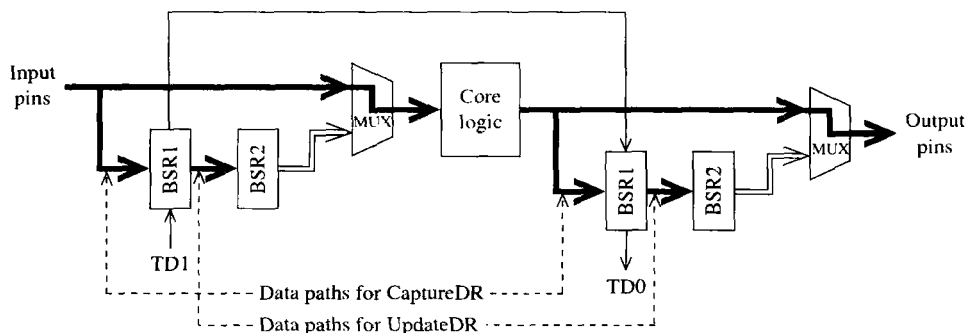 Input
pins
MUX
Core
logic
BSR1
BSR2
TD1
MUX
Output
pins
BSR1
BSR2
TD0
Data paths for CaptureDR
Data paths for UpdateDR